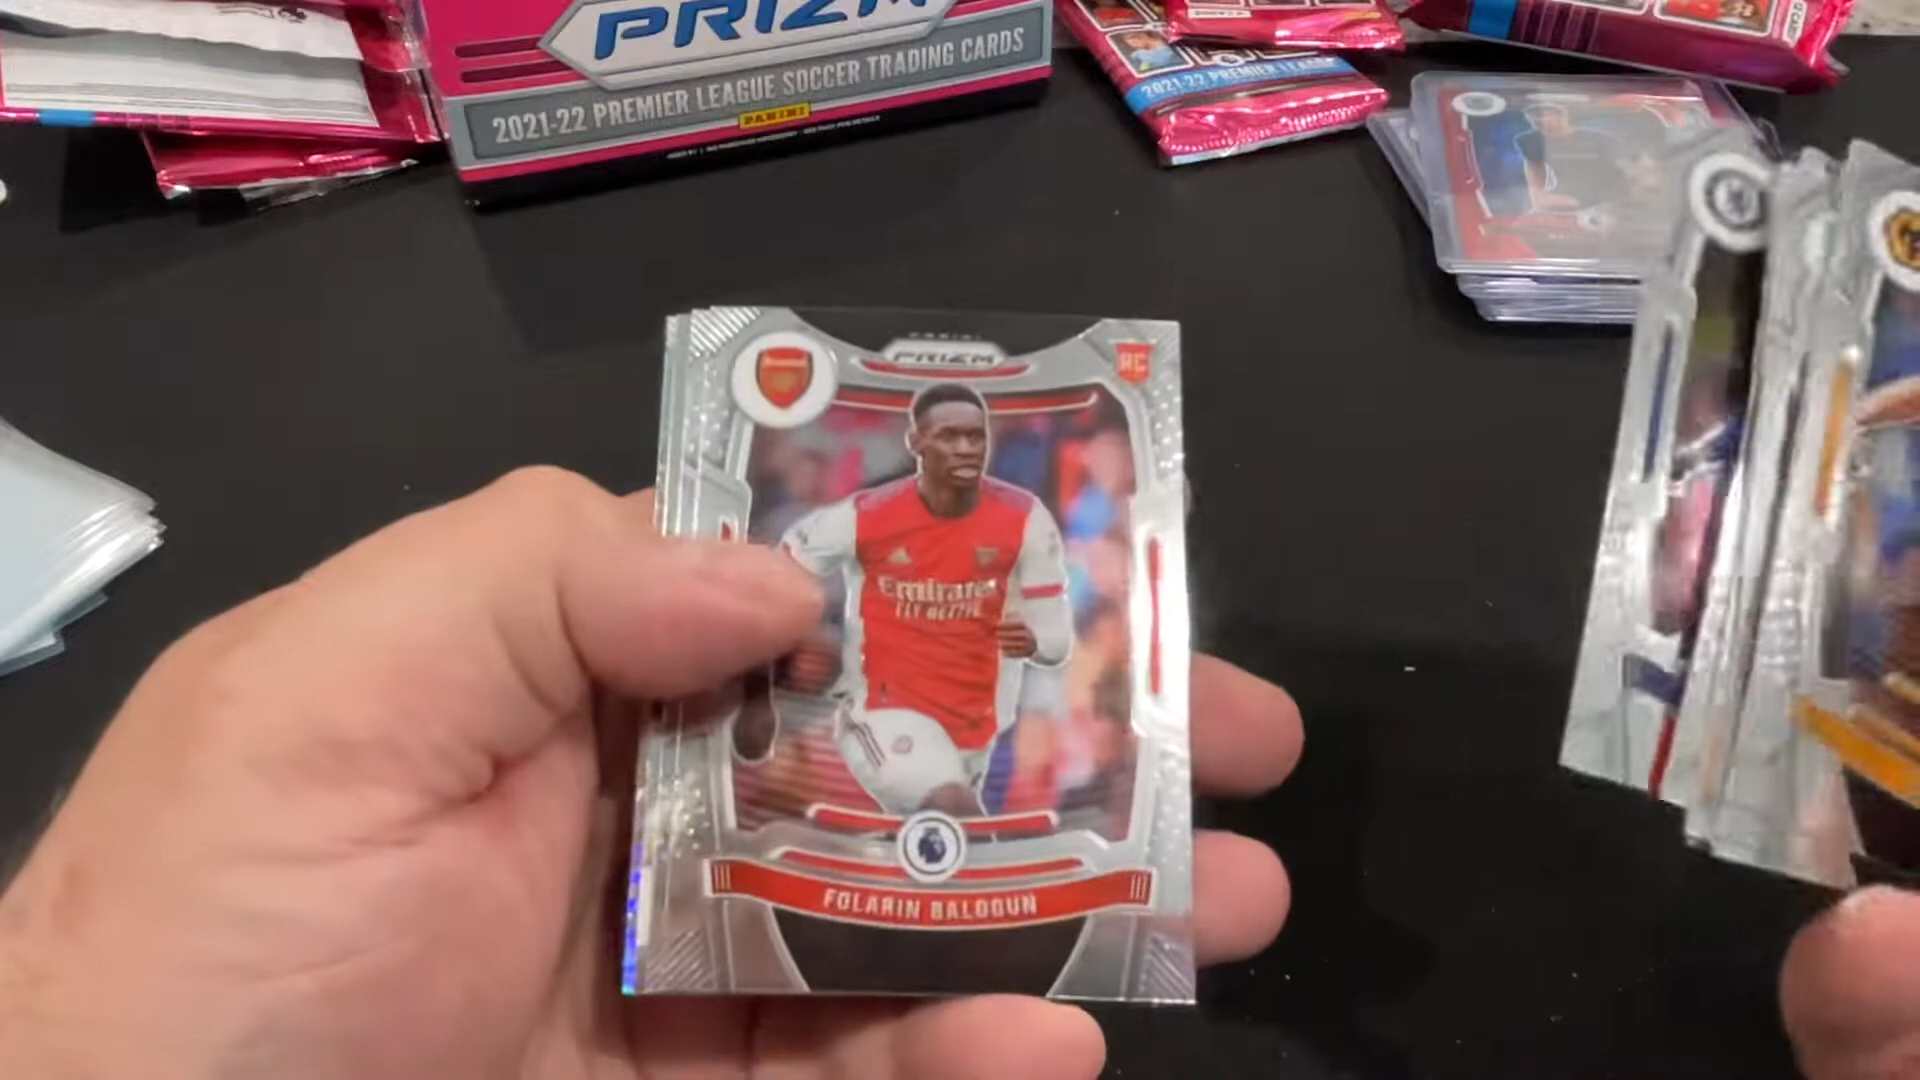 PRIZM
2021-22 PREMIER LEAGUE SOCCER TRADING CARDS
PANINI
2021-22 PREMIER LEAGUE
PANINI
PRIZM
RC
Arsenal
Emirates
FLY BETTER
FOLARIN BALOGUN